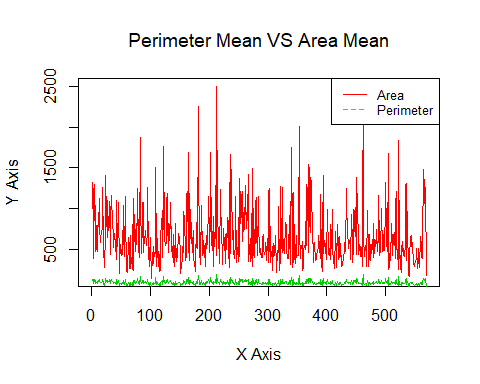 Perimeter Mean VS Area Mean
Area
Perimeter
Y Axis
2500
1500
500
0 100 200 300 400 500
X Axis